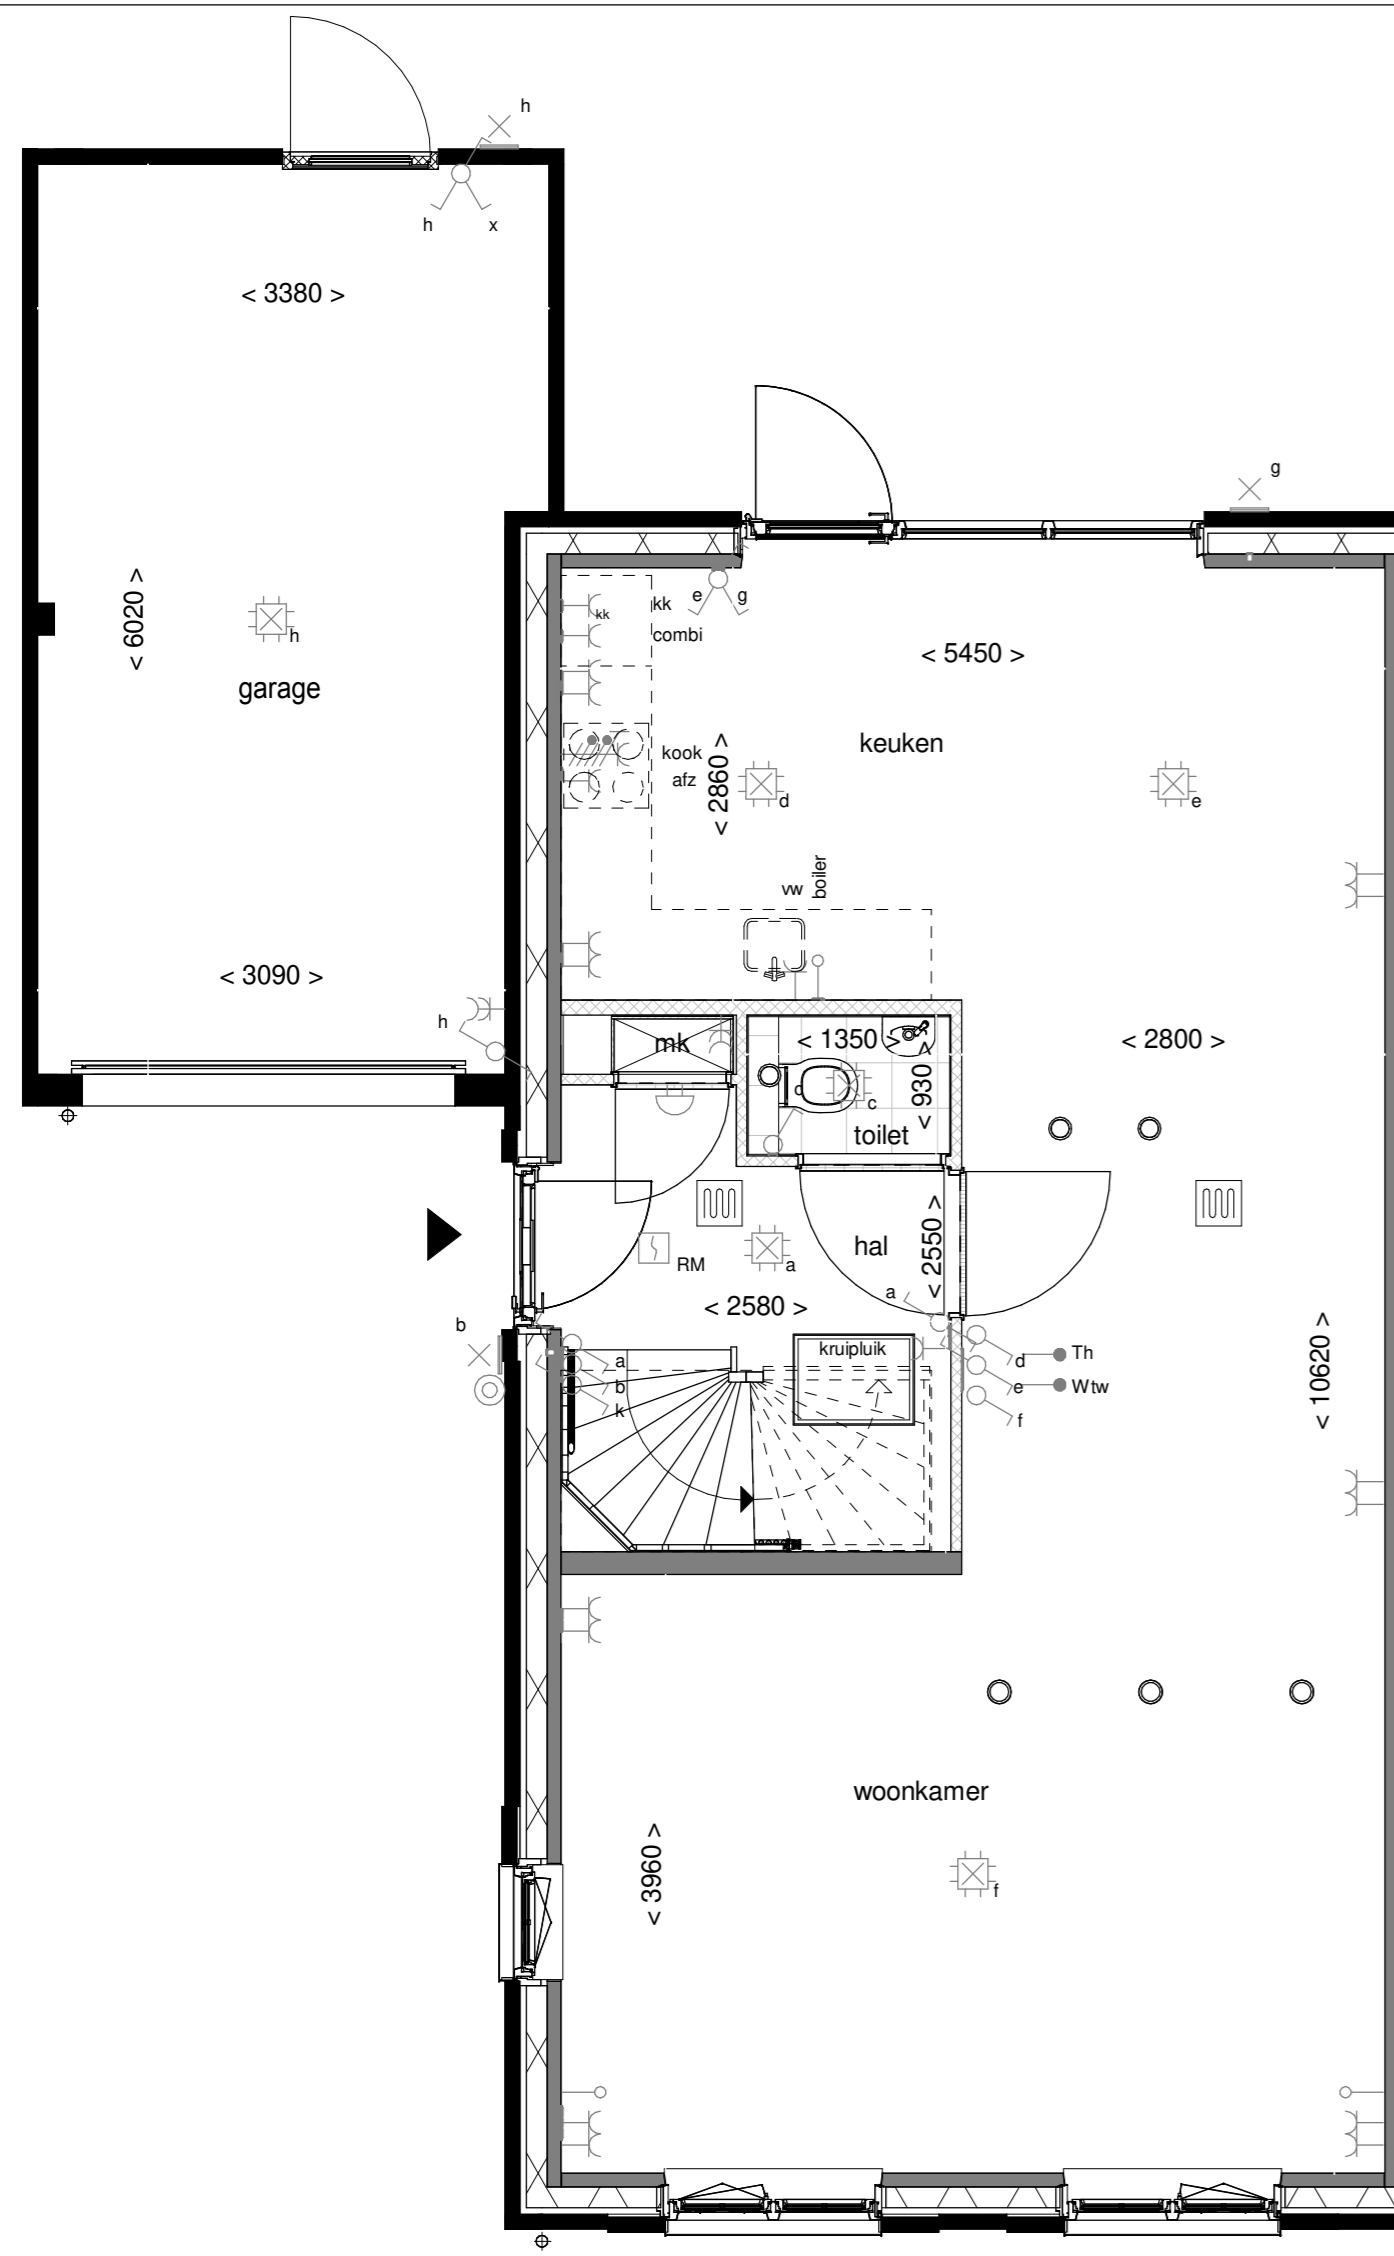 h
h
x
< 3380 >
g
< 6020 >
h
garage
e
g
kk
kk
combi
< 5450 >
keuken
kook
afz
< 2860 >
d
e
vw
boiler
< 3090 >
h
mk
< 1350 >
< 930 >
c
toilet
< 2800 >
hal
< 2550 >
RM
a
a
< 2580 >
b
a
b
k
kruipluik
d
e
f
Th
Wtw
< 10620 >
woonkamer
< 3960 >
f